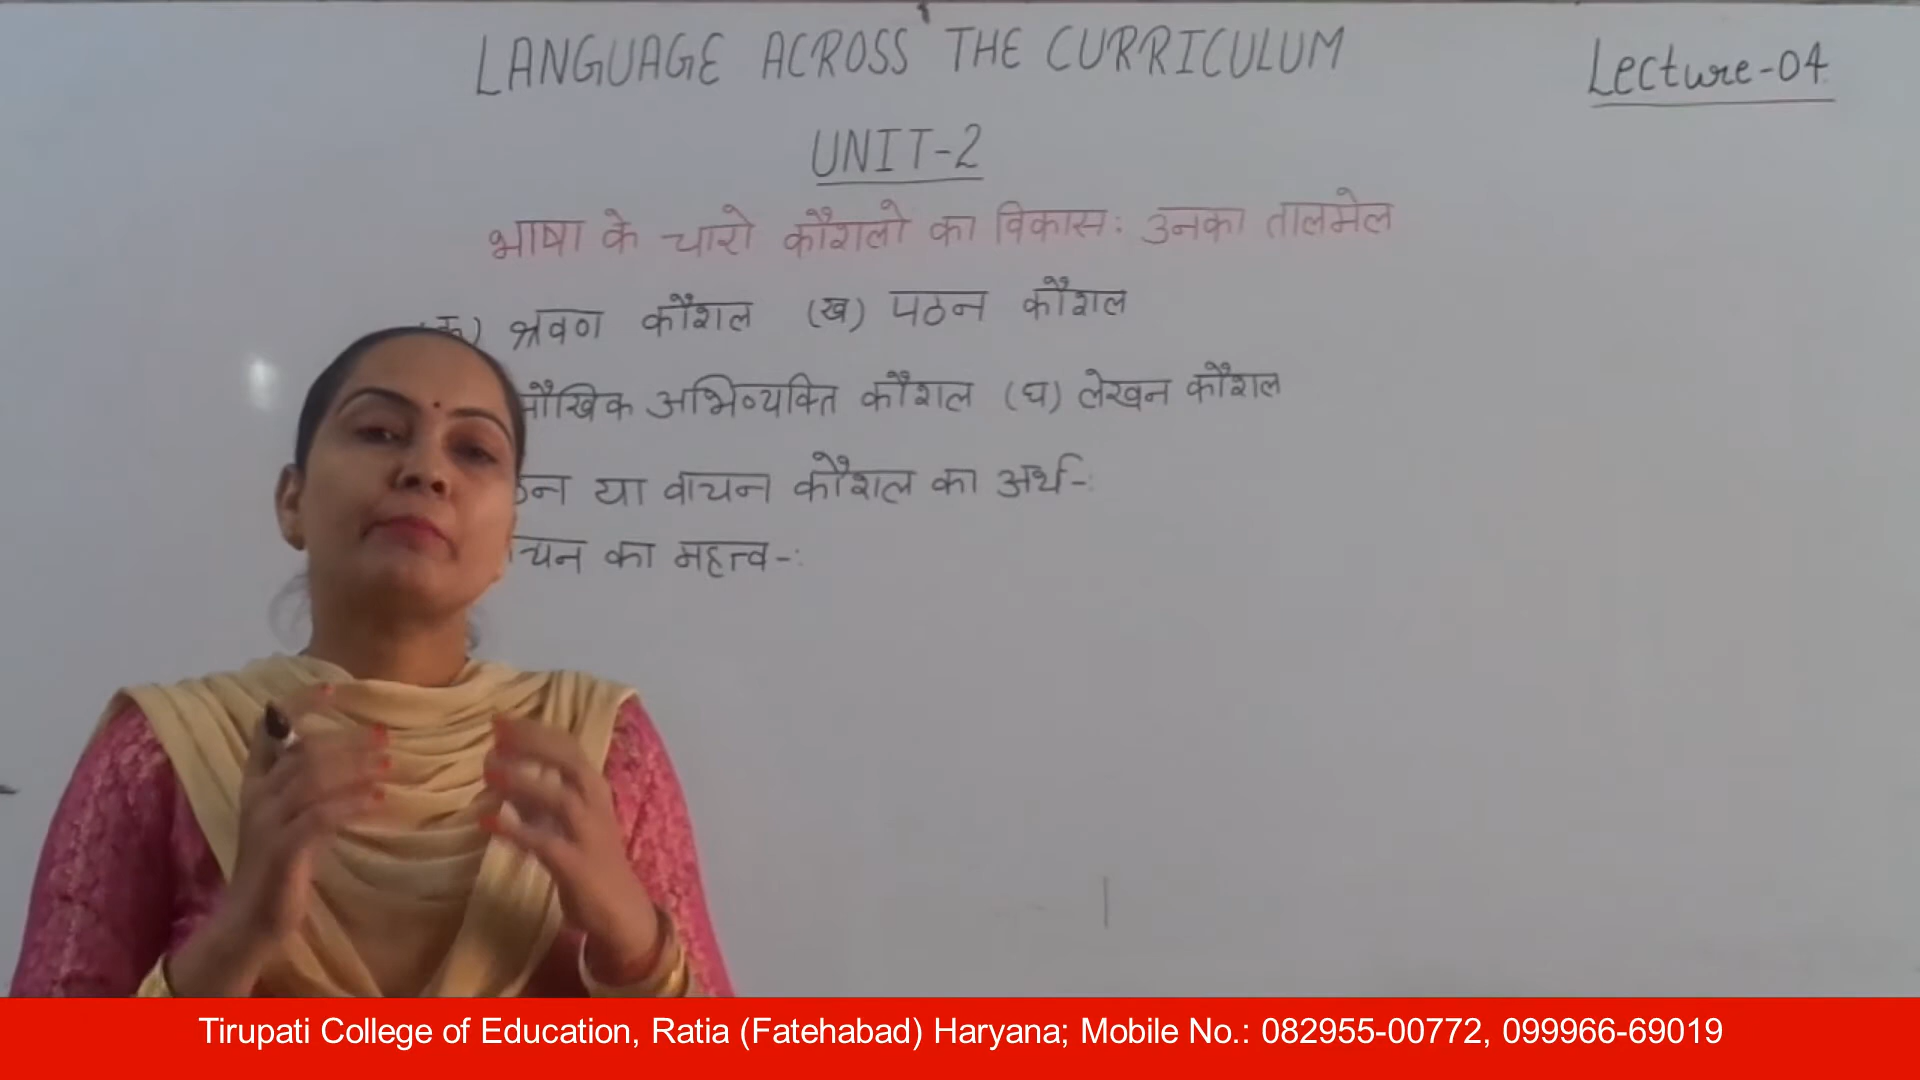 LANGUAGE ACROSS THE CURRICULUM
Lecture-04
UNIT-2
भाषा के चारो कौशलो का विकास: उनका तालमेल
श्रवण कौशल (ख) पठन कौशल
मौखिक अभिव्यक्ति कौशल (घ) लेखन कौशल
या वाचन कौशल का अर्थ-:
का महत्त्व-:
Tirupati College of Education, Ratia (Fatehabad) Haryana; Mobile No.: 082955-00772, 099966-69019